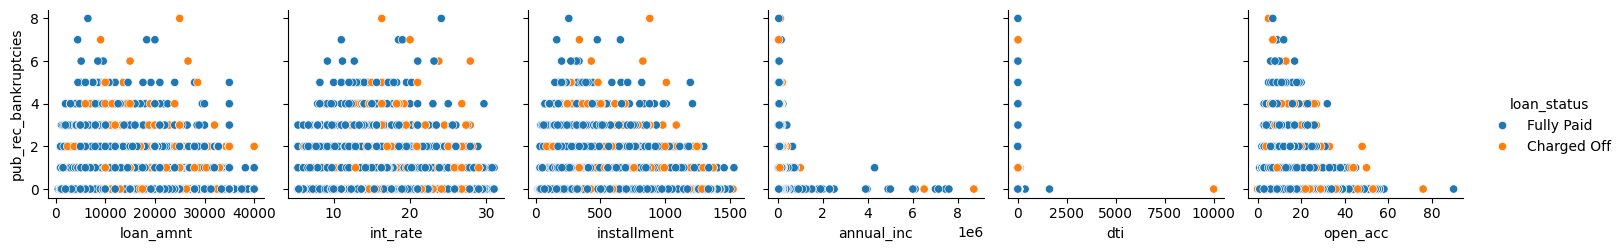 pub_rec_bankruptcies
8
6
4
2
0
0 10000 20000 30000 40000
loan_amnt
10 20 30
int_rate
0 500 1000 1500
installment
0 2 4 6 8
1e6
annual_inc
0 2500 5000 7500 10000
dti
0 20 40 60 80
open_acc
loan_status
Fully Paid
Charged Off